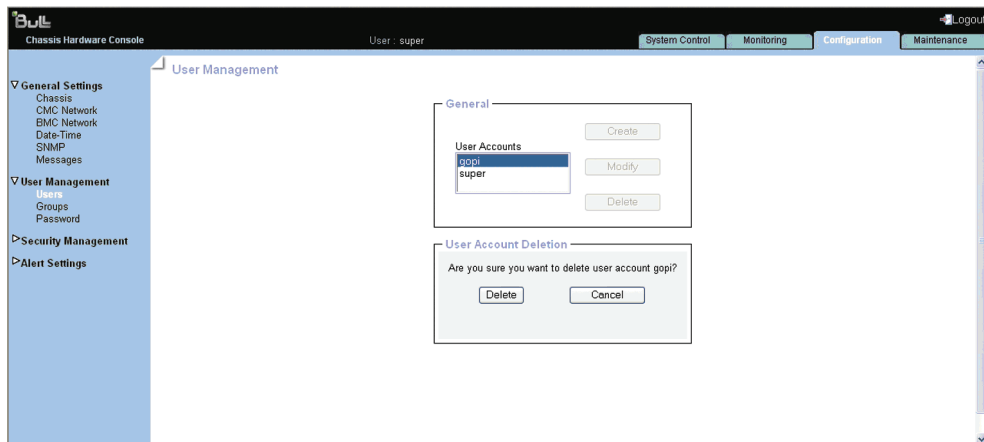 Bull
Logout
Chassis Hardware Console
User : super
System Control
Monitoring
Configuration
Maintenance
General Settings
Chassis
CMC Network
BMC Network
Date-Time
SNMP
Messages
User Management
Users
Groups
Password
Security Management
Alert Settings
User Management
General
User Accounts
gopi
super
Create
Modify
Delete
User Account Deletion
Are you sure you want to delete user account gopi?
Delete
Cancel